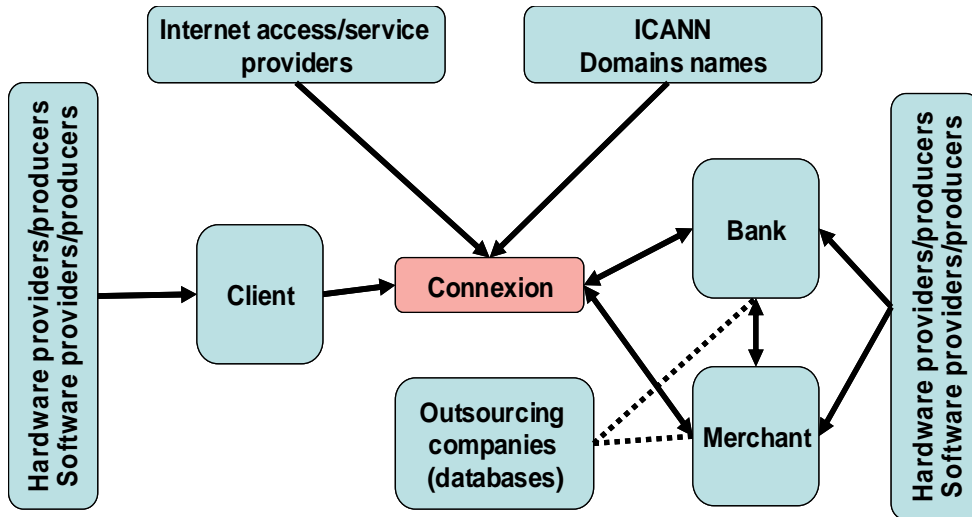 Internet access/service
providers
ICANN
Domains names
Hardware providers/producers
Software providers/producers
Client
Connexion
Bank
Outsourcing
companies
(databases)
Merchant
Hardware providers/producers
Software providers/producers